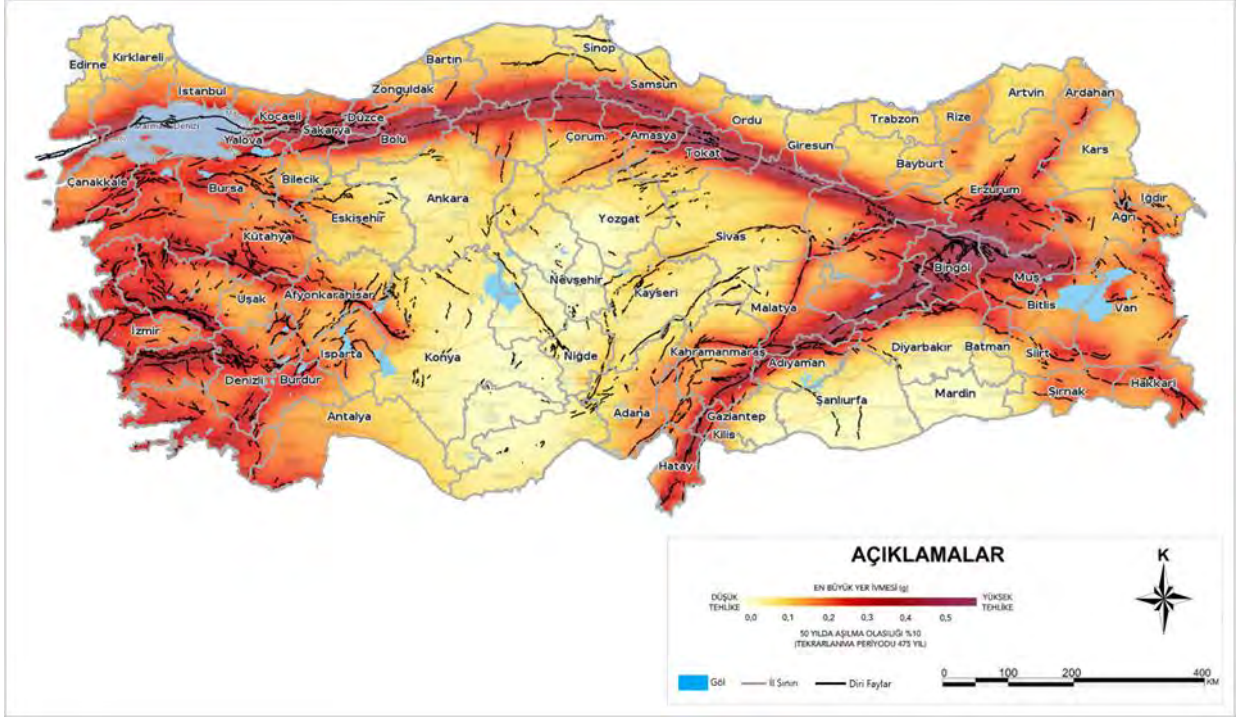 Edirne
Kırklareli
İstanbul
Kocaeli
Yalova
Sakarya
Düzce
Bolu
Zonguldak
Bartın
Sinop
Samsun
Ordu
Giresun
Trabzon
Rize
Artvin
Ardahan
Kars
Bayburt
Erzurum
Iğdır
Ağrı
Çorum
Amasya
Tokat
Çanakkale
Bursa
Bilecik
Eskişehir
Ankara
Yozgat
Sivas
Kütahya
Bingöl
Muş
Bitlis
Van
Nevşehir
Kayseri
Malatya
Uşak
Afyonkarahisar
İzmir
Isparta
Konya
Niğde
Kahramanmaraş
Adıyaman
Diyarbakır
Batman
Siirt
Hakkari
Şırnak
Mardin
Şanlıurfa
Denizli
Burdur
Antalya
Adana
Gaziantep
Kilis
Hatay
AÇIKLAMALAR
K
EN BÜYÜK YER İVMESİ (g)
DÜŞÜK
TEHLİKE
YÜKSEK
TEHLİKE
0,0 0,1 0,2 0,3 0,4 0,5
50 YILDA AŞILMA OLASILIĞI %10
(TEKRARLANMA PERİYODU 475 YIL)
Göl İl Sınırı Diri Faylar
0 100 200 400
KM